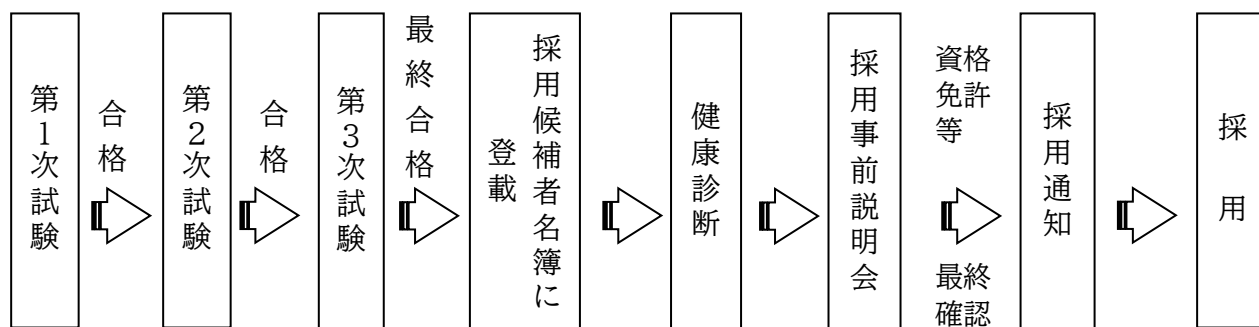 第１次試験
合格
第２次試験
合格
第３次試験
最終合格
採用候補者名簿に
登載
健康診断
採用事前説明会
資格
免許
等
最終
確認
採用通知
採用